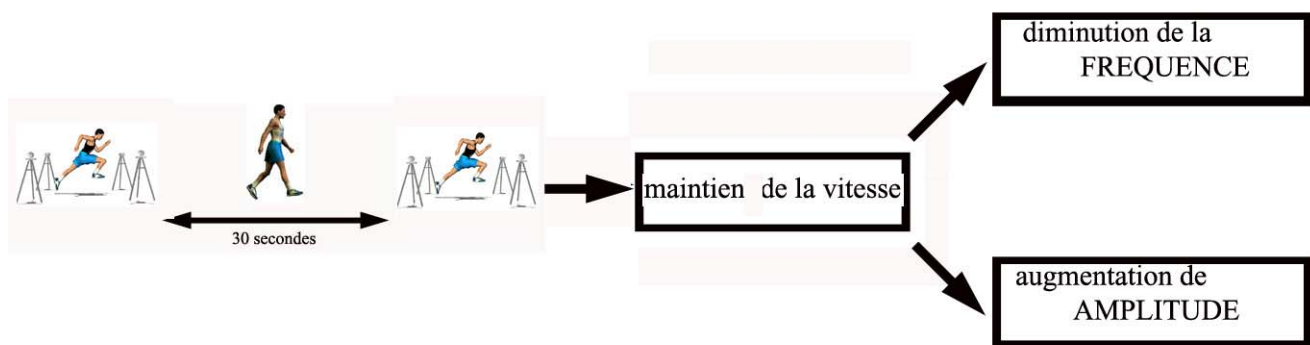 diminution de la
FREQUENCE
30 secondes
maintien de la vitesse
augmentation de
AMPLITUDE